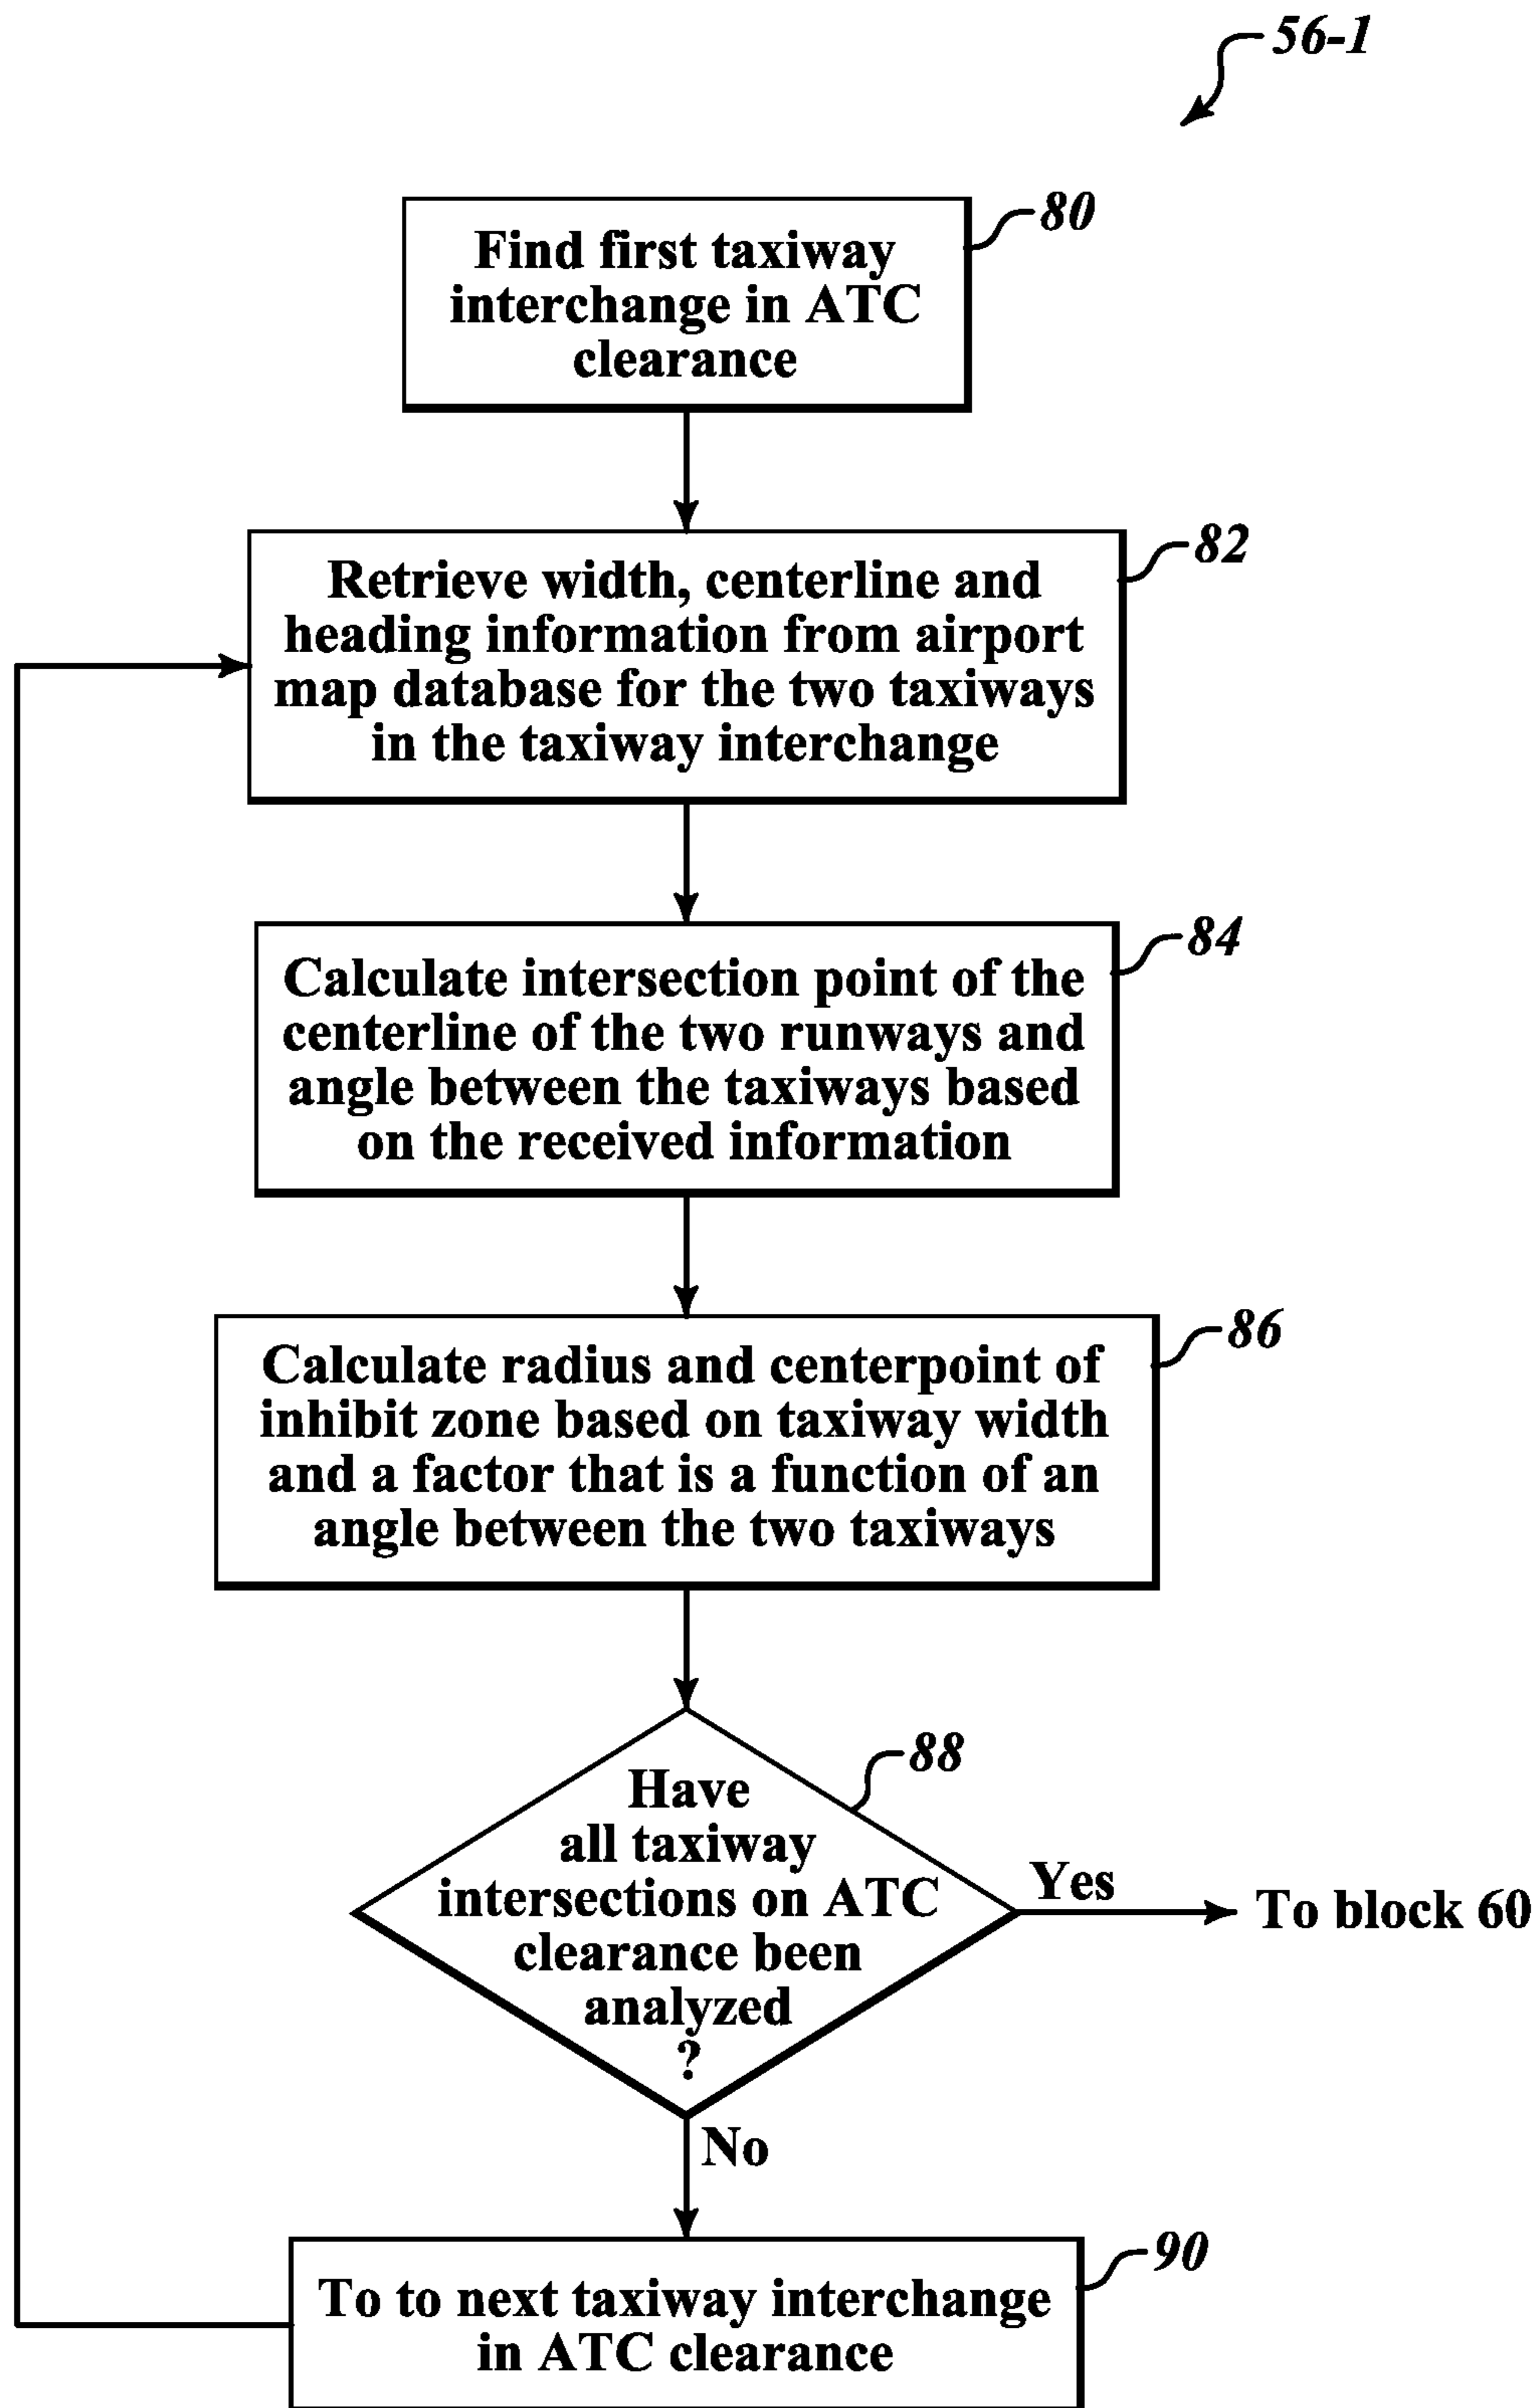 56-1
80
Find first taxiway
interchange in ATC
clearance
82
Retrieve width, centerline and
heading information from airport
map database for the two taxiways
in the taxiway interchange
84
Calculate intersection point of the
centerline of the two runways and
angle between the taxiways based
on the received information
86
Calculate radius and centerpoint of
inhibit zone based on taxiway width
and a factor that is a function of an
angle between the two taxiways
88
Have
all taxiway
intersections on ATC
clearance been
analyzed
?
Yes
To block 60
No
90
To to next taxiway interchange
in ATC clearance